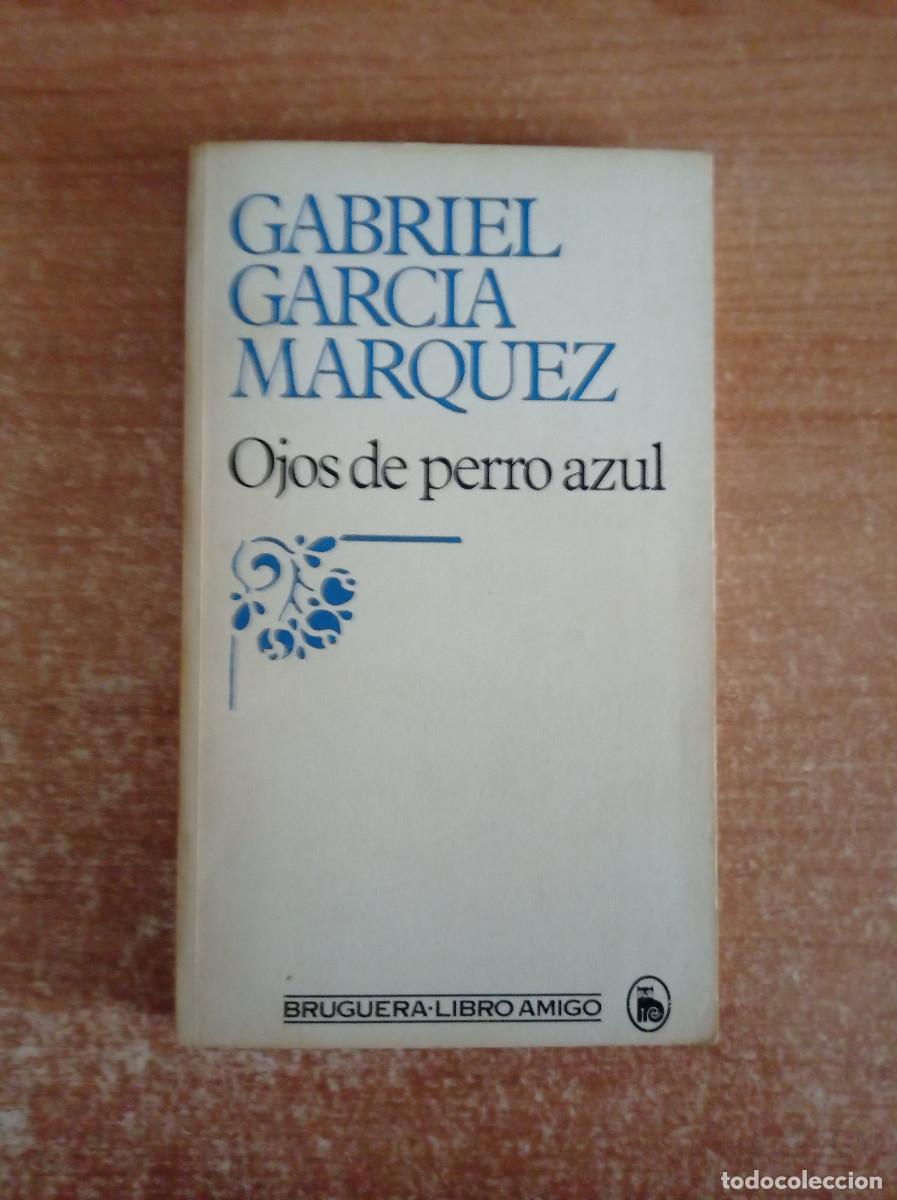 GABRIEL
GARCIA
MARQUEZ
Ojos de perro azul
BRUGUERA·LIBRO AMIGO
todocoleccion